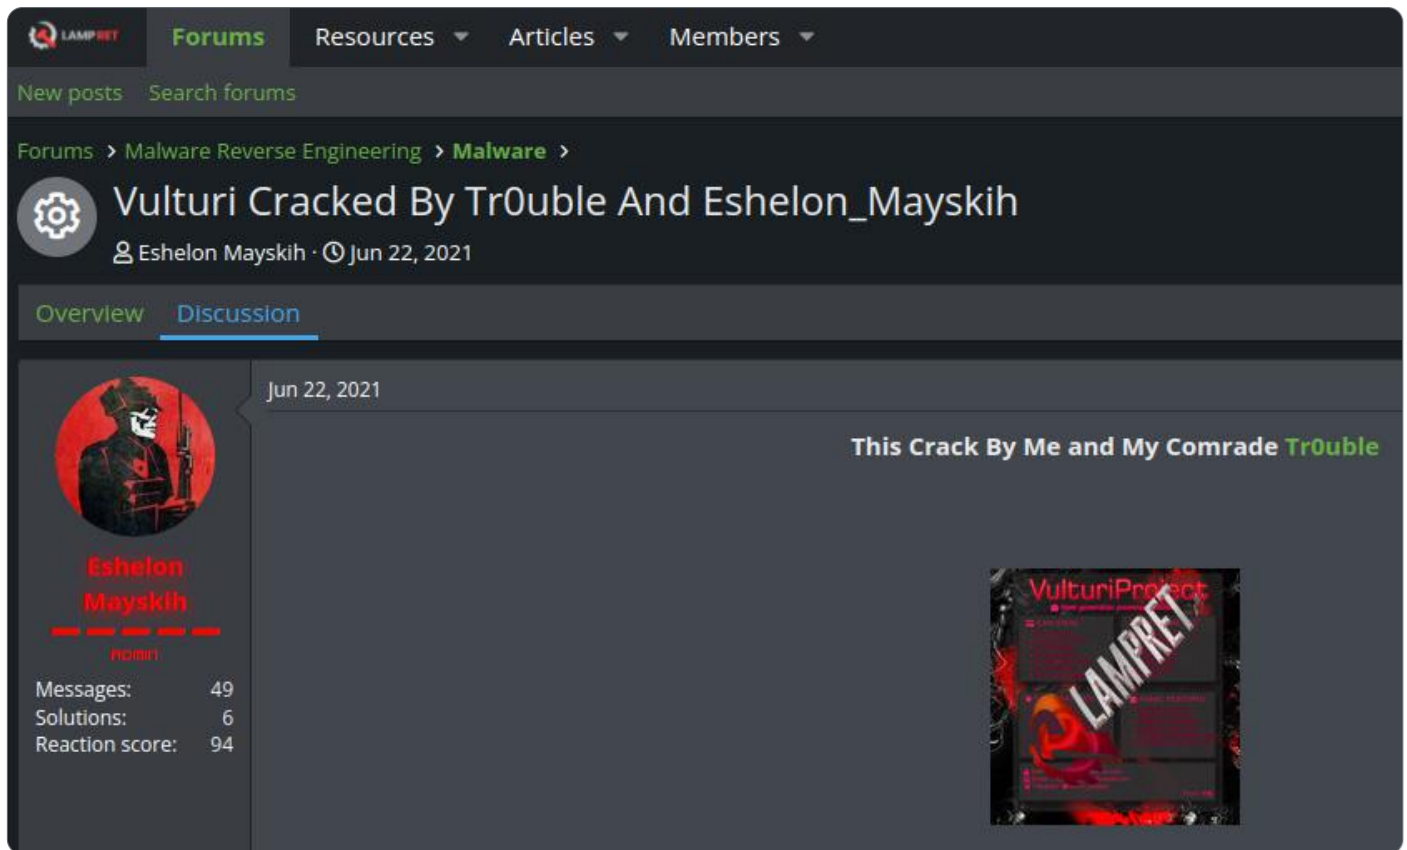 LAMPRET
Forums Resources Articles Members
New posts Search forums
Forums > Malware Reverse Engineering > Malware >
Vulturi Cracked By Tr0uble And Eshelon_Mayskih
Eshelon Mayskih · Jun 22, 2021
Overview Discussion
Jun 22, 2021
This Crack By Me and My Comrade Tr0uble
Eshelon
Mayskih
Admin
Messages: 49
Solutions: 6
Reaction score: 94
VulturiProject
LAMPRET